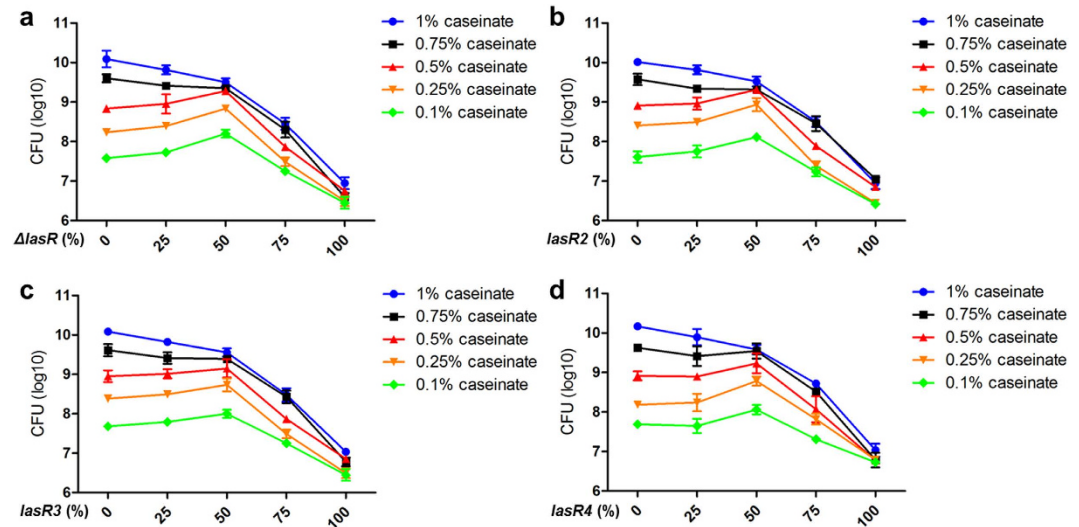 a
11
10
9
8
7
6
CFU (log10)
ΔlasR (%)
0
25
50
75
100
1% caseinate
0.75% caseinate
0.5% caseinate
0.25% caseinate
0.1% caseinate
b
11
10
9
8
7
6
CFU (log10)
lasR2 (%)
0
25
50
75
100
1% caseinate
0.75% caseinate
0.5% caseinate
0.25% caseinate
0.1% caseinate
c
11
10
9
8
7
6
CFU (log10)
lasR3 (%)
0
25
50
75
100
1% caseinate
0.75% caseinate
0.5% caseinate
0.25% caseinate
0.1% caseinate
d
11
10
9
8
7
6
CFU (log10)
lasR4 (%)
0
25
50
75
100
1% caseinate
0.75% caseinate
0.5% caseinate
0.25% caseinate
0.1% caseinate